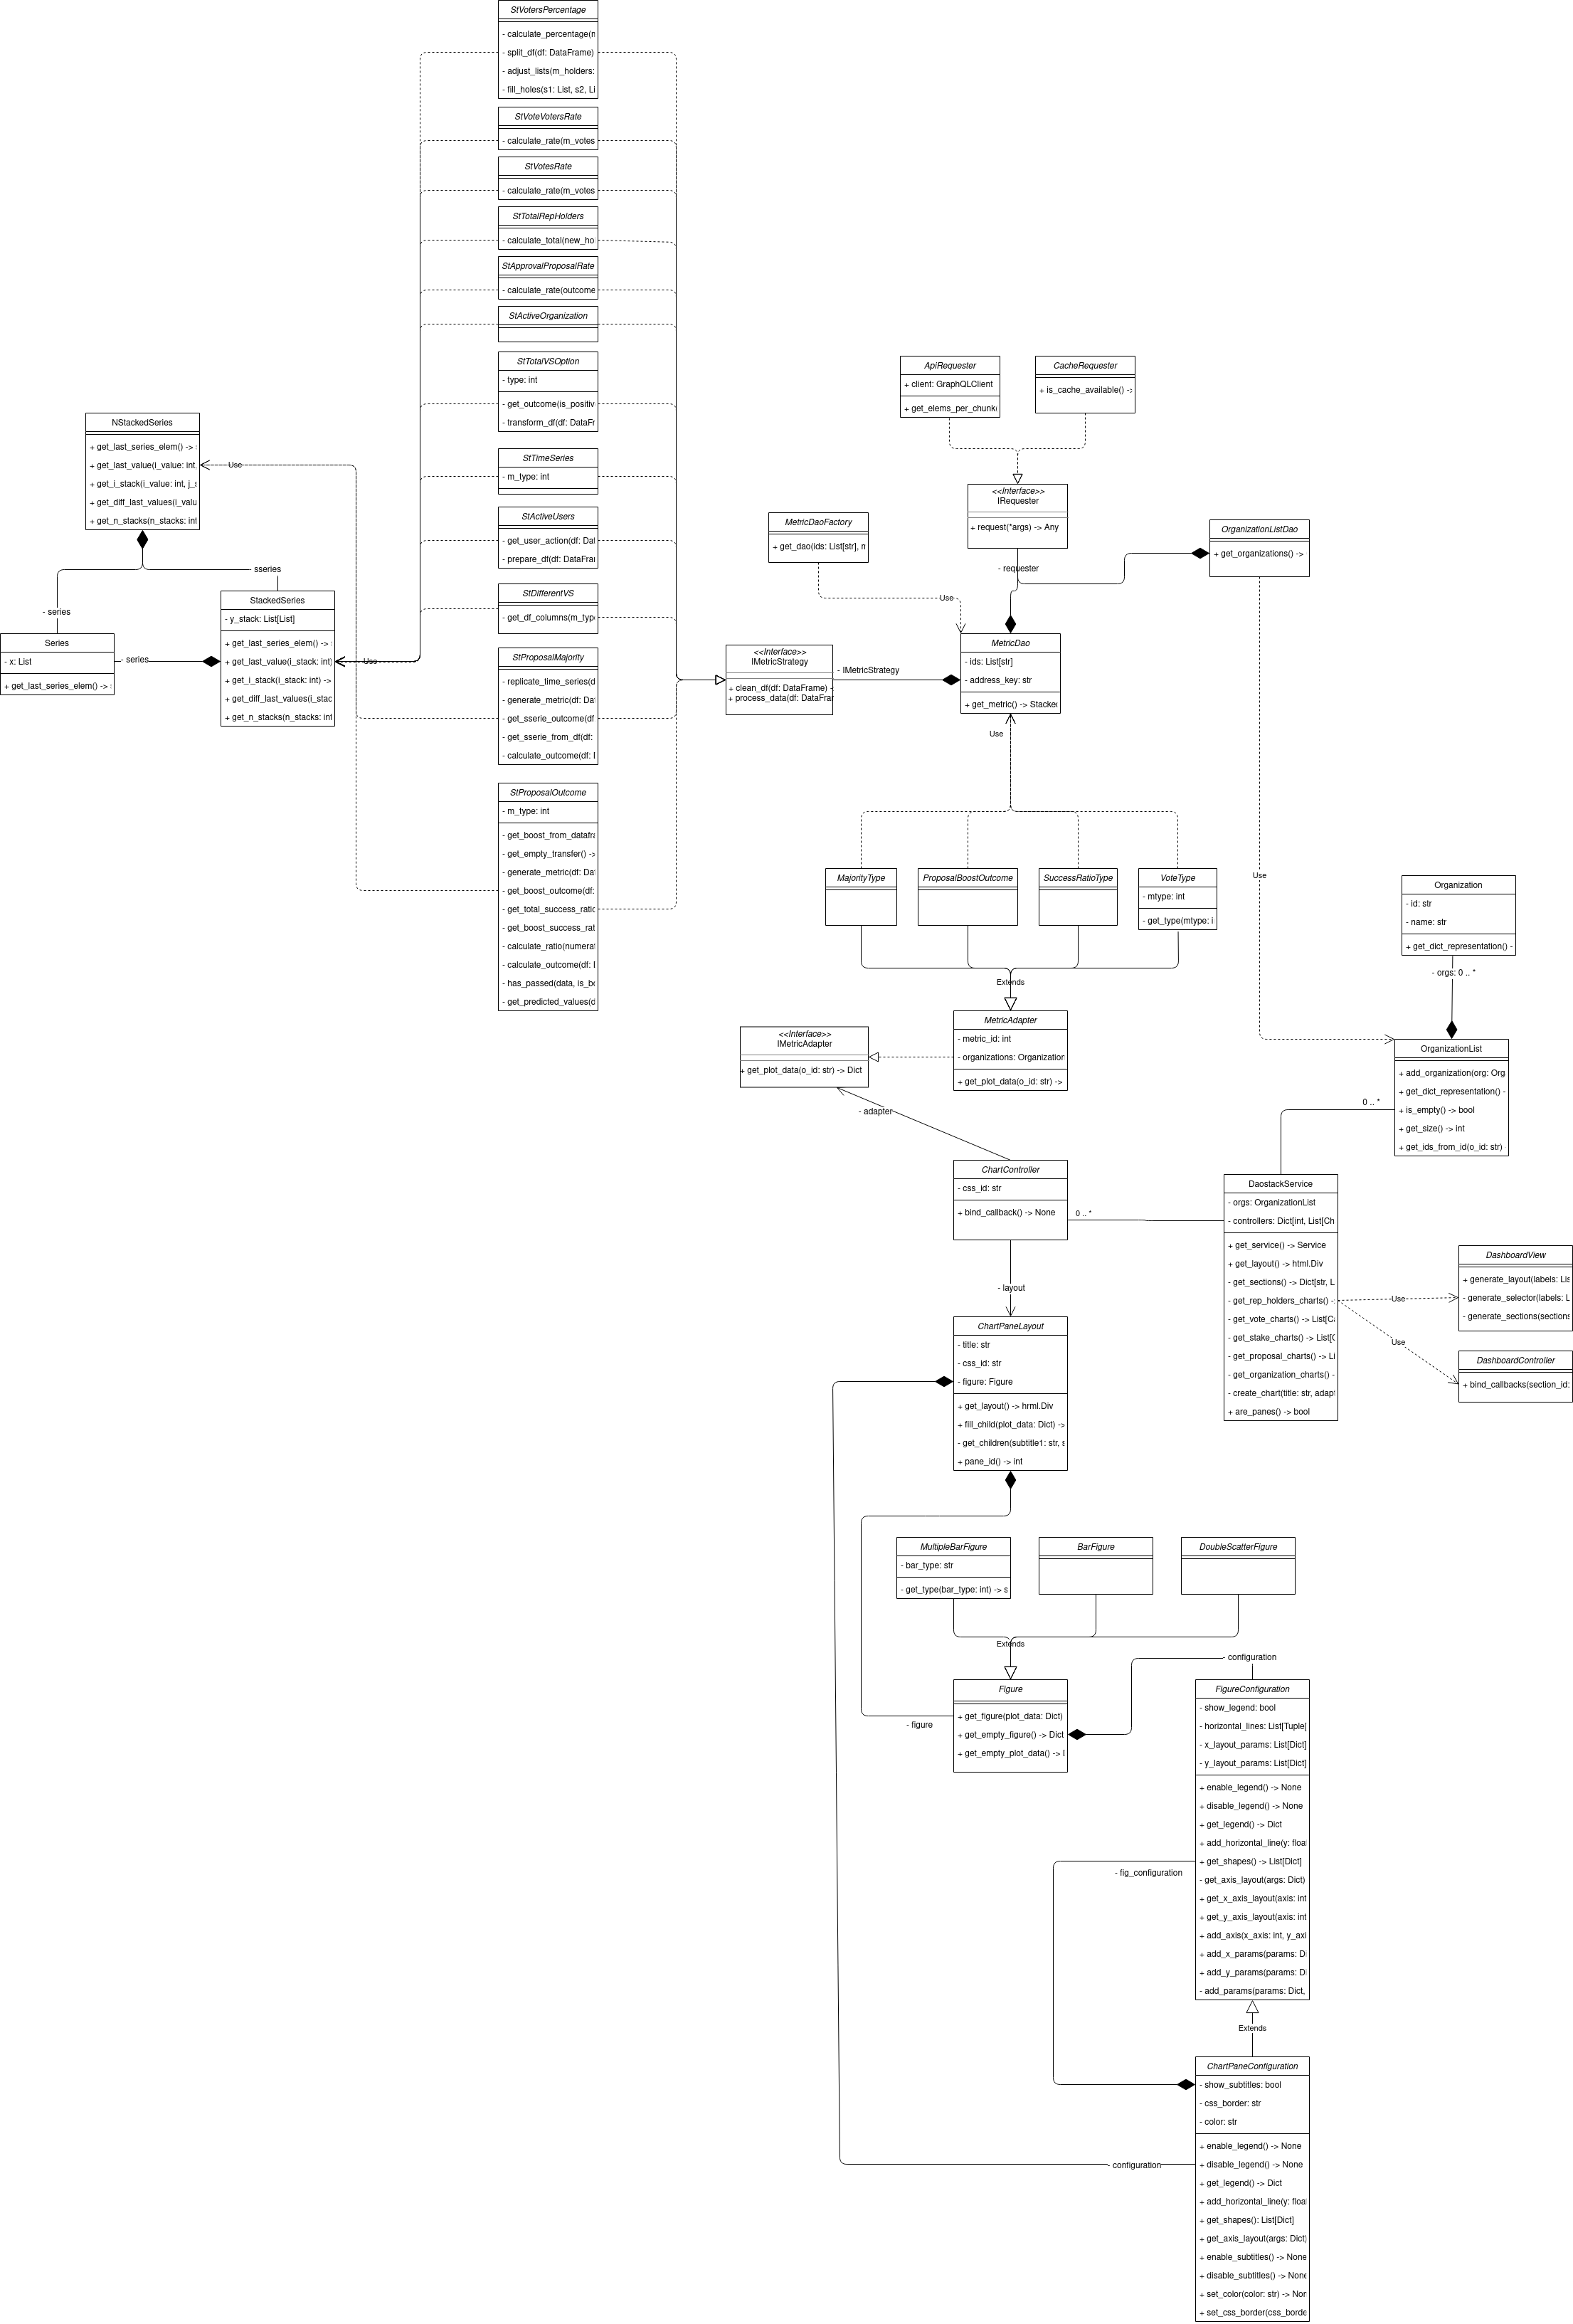 StVotersPercentage
- calculate_percentage(n
- split_df(df: DataFrame)
- adjust_lists(m_holders:
- fill_holes(s1: List, s2, Li
StVoteVotersRate
- calculate_rate(m_votes
StVotesRate
- calculate_rate(m_votes
StTotalRepHolders
- calculate_total(new_ho
StApprovalProposalRate
- calculate_rate(outcome
StActiveOrganization
StTotalVSOption
- type: int
- get_outcome(is_positiv
- transform_df(df: DataFr
StTimeSeries
- m_type: int
StActiveUsers
- get_user_action(df: Dat
- prepare_df(df: DataFra
StDifferentVS
- get_df_columns(m_typ
StProposalMajority
- replicate_time_series(d
- generate_metric(df: Da
- get_sserie_outcome(df
- get_sserie_from_df(df:
- calculate_outcome(df: I
StProposalOutcome
- m_type: int
- get_boost_from_datafra
- get_empty_transfer() ->
- generate_metric(df: Da
- get_boost_outcome(df:
- get_total_success_ratio
- get_boost_success_rat
- calculate_ratio(numera
- calculate_outcome(df: I
- has_passed(data, is_bo
- get_predicted_values(d
NStackedSeries
+ get_last_series_elem() -> :
+ get_last_value(i_value: int,
+ get_i_stack(i_value: int, j_s
+ get_diff_last_values(i_valu
+ get_n_stacks(n_stacks: int
Use
sseries
- series
StackedSeries
- y_stack: List[List]
+ get_last_series_elem() -> :
+ get_last_value(i_stack: int)
+ get_i_stack(i_stack: int) ->
+ get_diff_last_values(i_stac
+ get_n_stacks(n_stacks: int
Use
Series
- x: List
+ get_last_series_elem() -> :
- series
ApiRequester
+ client: GraphQLClient
+ get_elems_per_chunk(
CacheRequester
+ is_cache_available() ->
<<Interface>>
IRequester
+ request(*args) -> Any
MetricDaoFactory
+ get_dao(ids: List[str], n
OrganizationListDao
+ get_organizations() ->
- requester
Use
<<Interface>>
IMetricStrategy
+ clean_df(df: DataFrame) -
+ process_data(df: DataFrar
- IMetricStrategy
MetricDao
- ids: List[str]
- address_key: str
+ get_metric() -> Stacke
Use
MajorityType
ProposalBoostOutcome
SuccessRatioType
VoteType
- mtype: int
- get_type(mtype: i
Use
Extends
Organization
- id: str
- name: str
+ get_dict_representation() -
- orgs: 0 .. *
<<Interface>>
IMetricAdapter
+ get_plot_data(o_id: str) -> Dict
MetricAdapter
- metric_id: int
- organizations: Organization
+ get_plot_data(o_id: str) ->
OrganizationList
+ add_organization(org: Org
+ get_dict_representation() -
+ is_empty() -> bool
+ get_size() -> int
+ get_ids_from_id(o_id: str)
0 .. *
- adapter
ChartController
- css_id: str
+ bind_callback() -> None
0 .. *
DaostackService
- orgs: OrganizationList
- controllers: Dict[int, List[Ch
+ get_service() -> Service
+ get_layout() -> html.Div
- get_sections() -> Dict[str, L
- get_rep_holders_charts() -
- get_vote_charts() -> List[C
- get_stake_charts() -> List[C
- get_proposal_charts() -> Li
- get_organization_charts() -
- create_chart(title: str, adap
+ are_panes() -> bool
Use
Use
DashboardView
+ generate_layout(labels: Lis
- generate_selector(labels: L
- generate_sections(sections
DashboardController
+ bind_callbacks(section_id:
- layout
ChartPaneLayout
- title: str
- css_id: str
- figure: Figure
+ get_layout() -> hrml.Div
+ fill_child(plot_data: Dict) ->
- get_children(subtitle1: str, s
+ pane_id() -> int
MultipleBarFigure
- bar_type: str
- get_type(bar_type: int) -> s
BarFigure
DoubleScatterFigure
Extends
- configuration
Figure
+ get_figure(plot_data: Dict)
+ get_empty_figure() -> Dict
+ get_empty_plot_data() -> I
- figure
FigureConfiguration
- show_legend: bool
- horizontal_lines: List[Tuple[
- x_layout_params: List[Dict]
- y_layout_params: List[Dict]
+ enable_legend() -> None
+ disable_legend() -> None
+ get_legend() -> Dict
+ add_horizontal_line(y: floa
+ get_shapes() -> List[Dict]
- get_axis_layout(args: Dict)
+ get_x_axis_layout(axis: int
+ get_y_axis_layout(axis: int
+ add_axis(x_axis: int, y_axi
+ add_x_params(params: Di
+ add_y_params(params: Di
- add_params(params: Dict,
- fig_configuration
Extends
ChartPaneConfiguration
- show_subtitles: bool
- css_border: str
- color: str
+ enable_legend() -> None
+ disable_legend() -> None
+ get_legend() -> Dict
+ add_horizontal_line(y: floa
+ get_shapes(): List[Dict]
+ get_axis_layout(args: Dict)
+ enable_subtitles() -> None
+ disable_subtitles() -> None
+ set_color(color: str) -> Nor
+ set_css_border(css_borde
- configuration